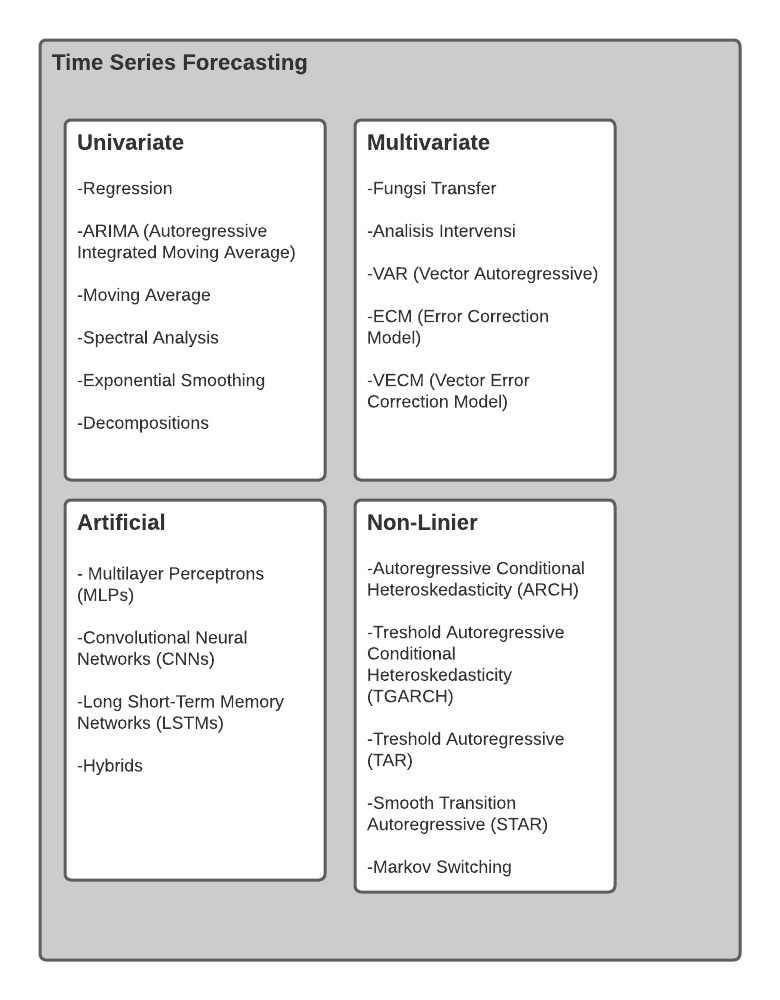 Time Series Forecasting
Univariate
-Regression
-ARIMA (Autoregressive
Integrated Moving Average)
-Moving Average
-Spectral Analysis
-Exponential Smoothing
-Decompositions
Multivariate
-Fungsi Transfer
-Analisis Intervensi
-VAR (Vector Autoregressive)
-ECM (Error Correction
Model)
-VECM (Vector Error
Correction Model)
Artificial
- Multilayer Perceptrons
(MLPs)
-Convolutional Neural
Networks (CNNs)
-Long Short-Term Memory
Networks (LSTMs)
-Hybrids
Non-Linier
-Autoregressive Conditional
Heteroskedasticity (ARCH)
-Treshold Autoregressive
Conditional
Heteroskedasticity
(TGARCH)
-Treshold Autoregressive
(TAR)
-Smooth Transition
Autoregressive (STAR)
-Markov Switching